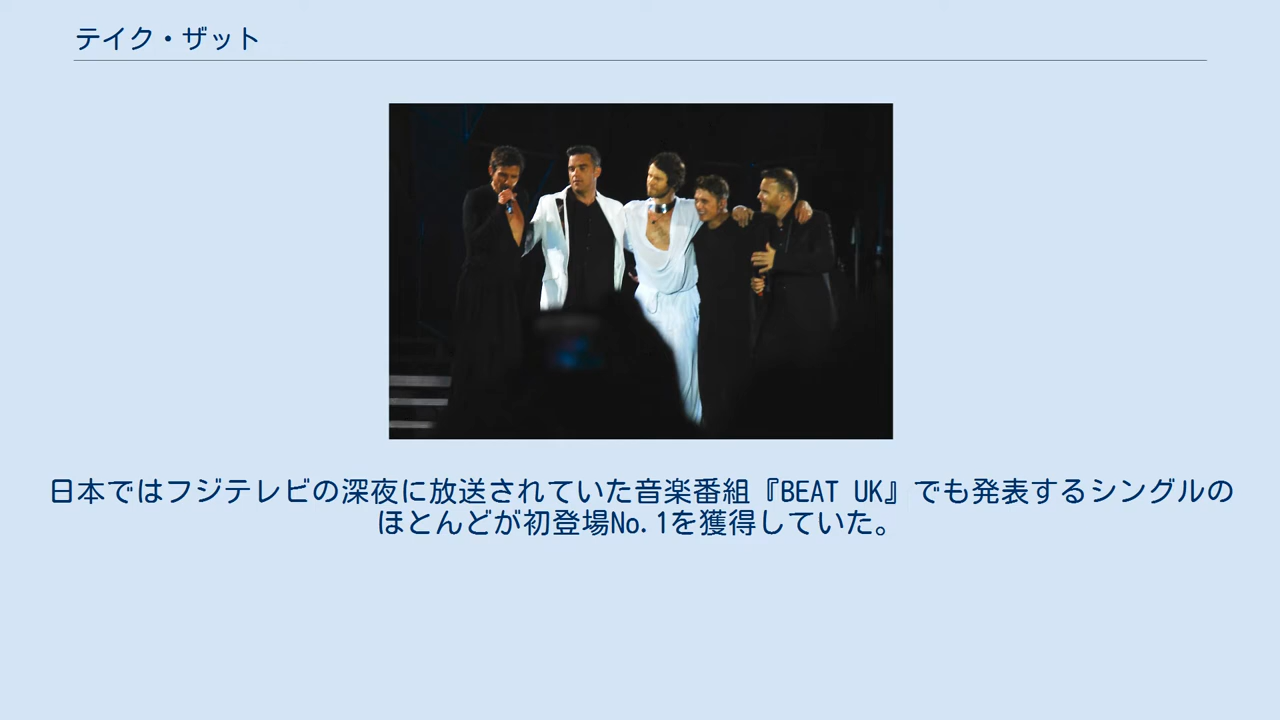 テイク・ザット
日本ではフジテレビの深夜に放送されていた音楽番組『BEAT UK』でも発表するシングルの
ほとんどが初登場No.1を獲得していた。